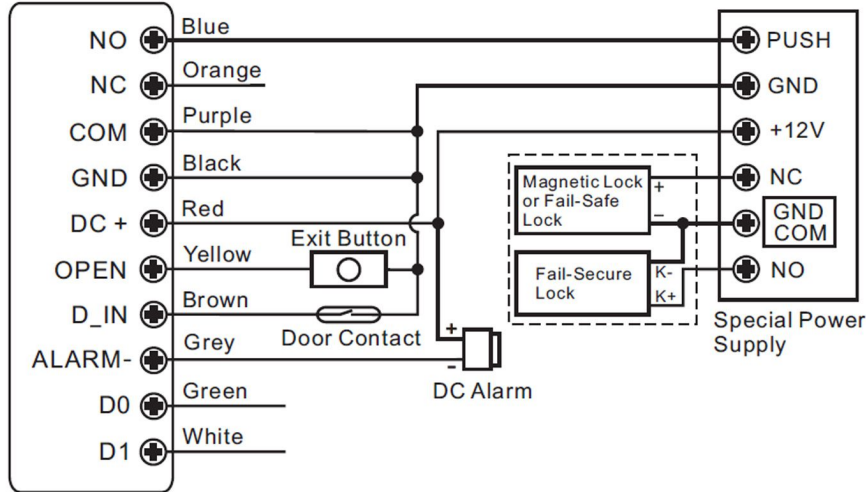 NO Blue PUSH
NC Orange GND
COM Purple +12V
GND Black NC
DC + Red GND
COM
OPEN Yellow NO
D_IN Brown
ALARM- Grey
D0 Green
D1 White
Exit Button
Door Contact
+
-
DC Alarm
Magnetic Lock +
or Fail-Safe
Lock –
Fail-Secure K-
Lock K+
Special Power
Supply